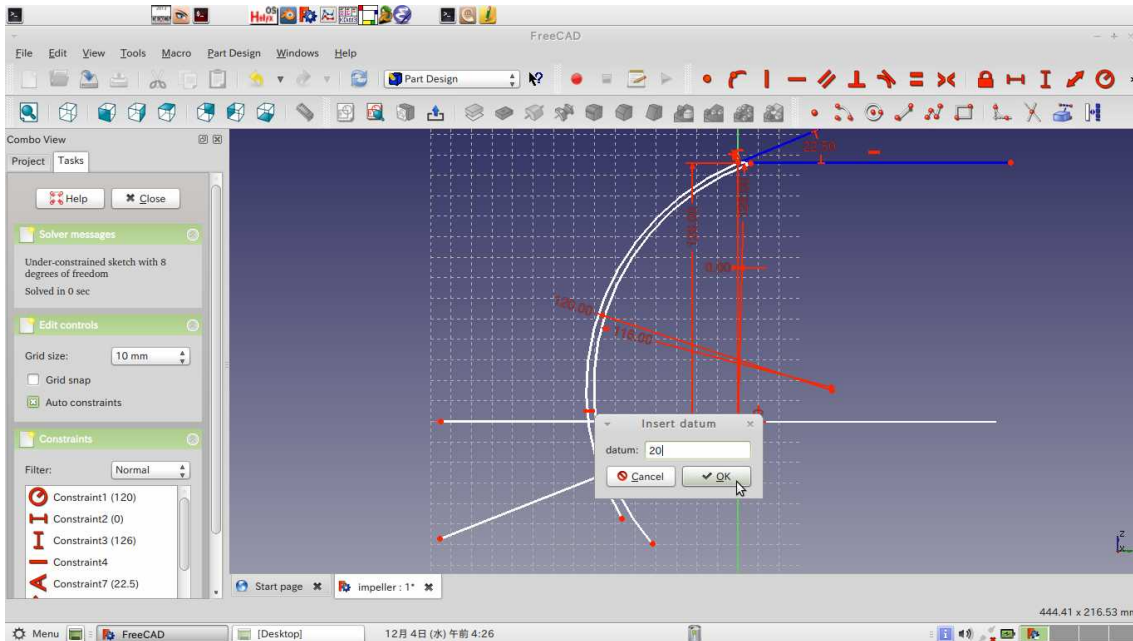 FreeCAD
File Edit View Tools Macro Part Design Windows Help
Part Design
Combo View
Project Tasks
Help Close
Solver messages
Under-constrained sketch with 8
degrees of freedom
Solved in 0 sec
Edit controls
Grid size: 10 mm
Grid snap
Auto constraints
Constraints
Filter: Normal
Constraint1 (120)
Constraint2 (0)
Constraint3 (126)
Constraint4
Constraint7 (22.5)
22.50
0.00
120.00
118.00
Insert datum
datum: 20
Cancel OK
Start page impeller : 1*
444.41 x 216.53 mm
Menu FreeCAD [Desktop] 12月 4日 (水) 午前 4:26